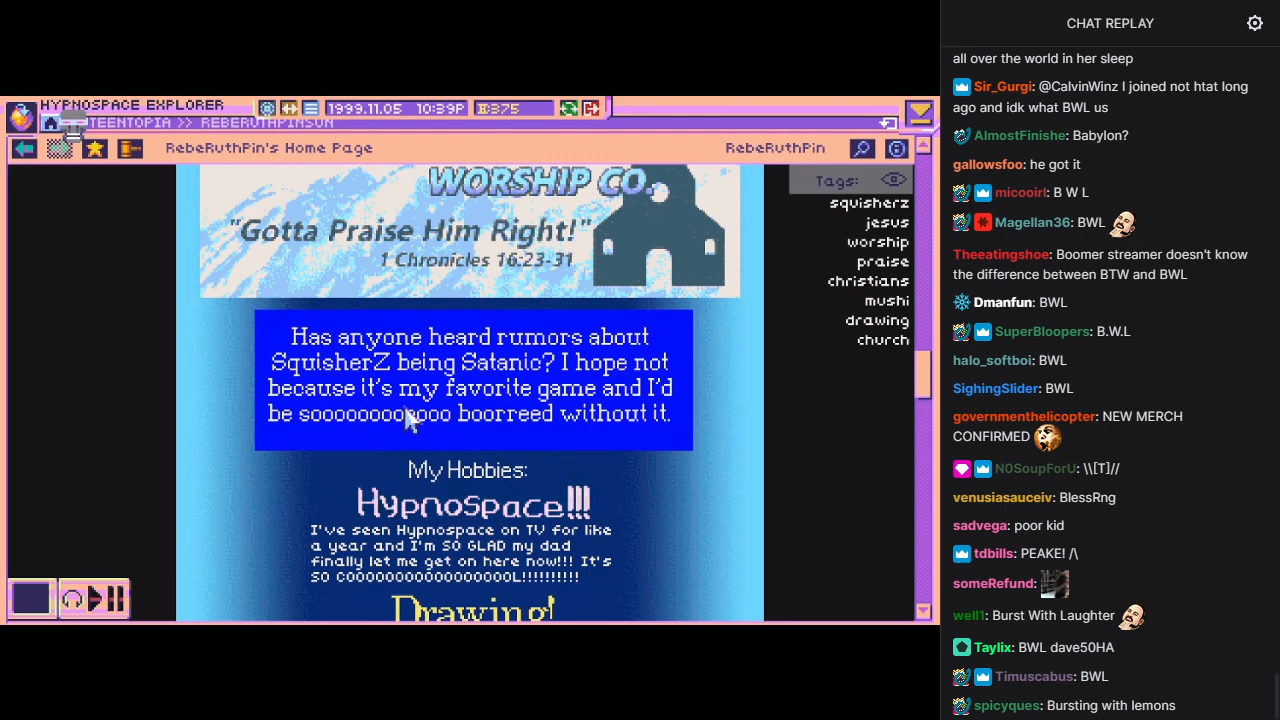 HYPNOSPACE EXPLORER
1999.11.05 10:39P
375
TEENTOPIA >> REBERUTHPINSON
RebeRuthPin's Home Page
RebeRuthPin
WORSHIP CO.
"Gotta Praise Him Right!"
1 Chronicles 16:23-31
Has anyone heard rumors about
SquisherZ being Satanic? I hope not
because it's my favorite game and I'd
be soooooooooooo boorreed without it.
My Hobbies:
Hypnospace!!!
I've seen Hypnospace on TV for like
a year and I'm SO GLAD my dad
finally let me get on here now!!! It's
SO COOOOOOOOOOOOOOOOOOL!!!!!!!!!!
Drawing!
Tags:
squisherz
jesus
worship
praise
christians
mushi
drawing
church
CHAT REPLAY
all over the world in her sleep
Sir_Gurgi: @CalvinWinz I joined not htat long
ago and idk what BWL us
AlmostFinishe: Babylon?
gallowsfoo: he got it
micooirl: B W L
Magellan36: BWL
Theeatingshoe: Boomer streamer doesn't know
the difference between BTW and BWL
Dmanfun: BWL
SuperBloopers: B.W.L
halo_softboi: BWL
SighingSlider: BWL
governmenthelicopter: NEW MERCH
CONFIRMED
N0SoupForU: \\[T]//
venusiasauceiv: BlessRng
sadvega: poor kid
tdbills: PEAKE! /\
someRefund:
well1: Burst With Laughter
Taylix: BWL dave50HA
Timuscabus: BWL
spicyques: Bursting with lemons